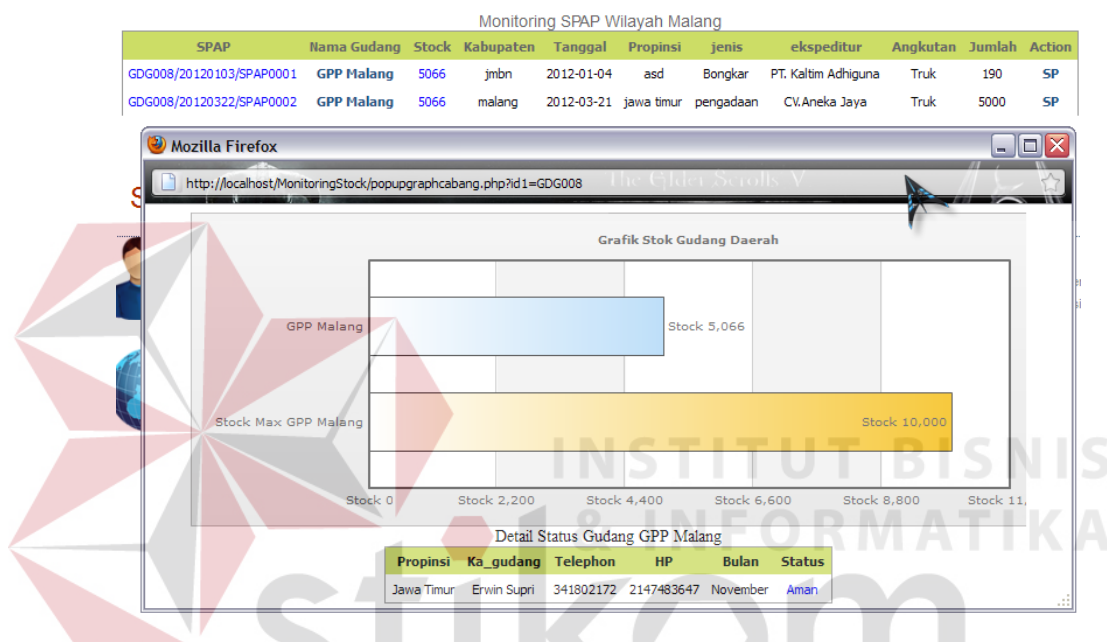 Monitoring SPAP Wilayah Malang
SPAP Nama Gudang Stock Kabupaten Tanggal Propinsi jenis ekspeditur Angkutan Jumlah Action
GDG008/20120103/SPAP0001 GPP Malang 5066 jmbn 2012-01-04 asd Bongkar PT. Kaltim Adhiguna Truk 190 SP
GDG008/20120322/SPAP0002 GPP Malang 5066 malang 2012-03-21 jawa timur pengadaan CV.Aneka Jaya Truk 5000 SP
Mozilla Firefox
http://localhost/MonitoringStock/popupgraphcabang.php?id1=GDG008
The Elder Scrolls V
Grafik Stok Gudang Daerah
GPP Malang Stock 5,066
Stock Max GPP Malang Stock 10,000
Stock 0 Stock 2,200 Stock 4,400 Stock 6,600 Stock 8,800 Stock 11,
INSTITUT BISNIS
& INFORMATIKA
stikom
Detail Status Gudang GPP Malang
Propinsi Ka_gudang Telephon HP Bulan Status
Jawa Timur Erwin Supri 341802172 2147483647 November Aman